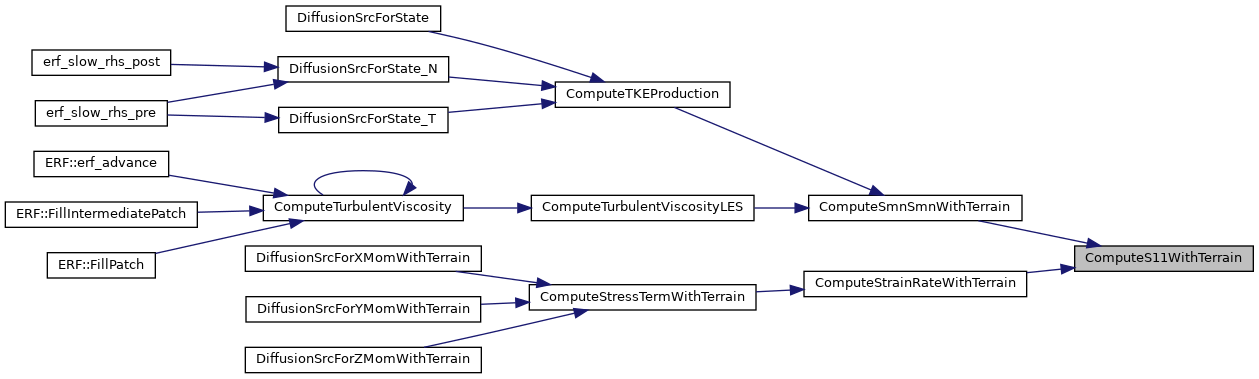 DiffusionSrcForState
erf_slow_rhs_post
DiffusionSrcForState_N
ComputeTKEProduction
erf_slow_rhs_pre
DiffusionSrcForState_T
ERF::erf_advance
ERF::FillIntermediatePatch
ComputeTurbulentViscosity
ComputeTurbulentViscosityLES
ComputeSmnSmnWithTerrain
ERF::FillPatch
DiffusionSrcForXMomWithTerrain
ComputeS11WithTerrain
ComputeStrainRateWithTerrain
ComputeStressTermWithTerrain
DiffusionSrcForYMomWithTerrain
DiffusionSrcForZMomWithTerrain